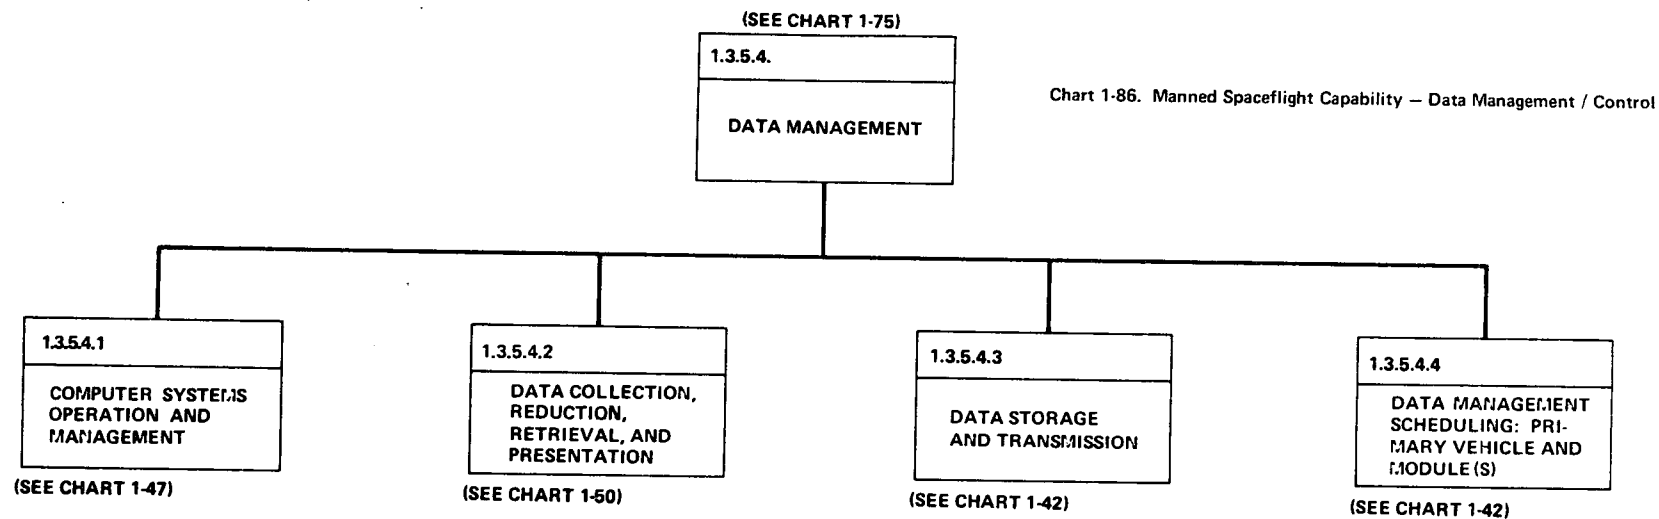 (SEE CHART 1-75)
1.3.5.4.
DATA MANAGEMENT
Chart 1-86. Manned Spaceflight Capability — Data Management / Control
1.3.5.4.1
COMPUTER SYSTEMS
OPERATION AND
MANAGEMENT
(SEE CHART 1-47)
1.3.5.4.2
DATA COLLECTION,
REDUCTION,
RETRIEVAL, AND
PRESENTATION
(SEE CHART 1-50)
1.3.5.4.3
DATA STORAGE
AND TRANSMISSION
(SEE CHART 1-42)
1.3.5.4.4
DATA MANAGEMENT
SCHEDULING: PRI-
MARY VEHICLE AND
MODULE(S)
(SEE CHART 1-42)